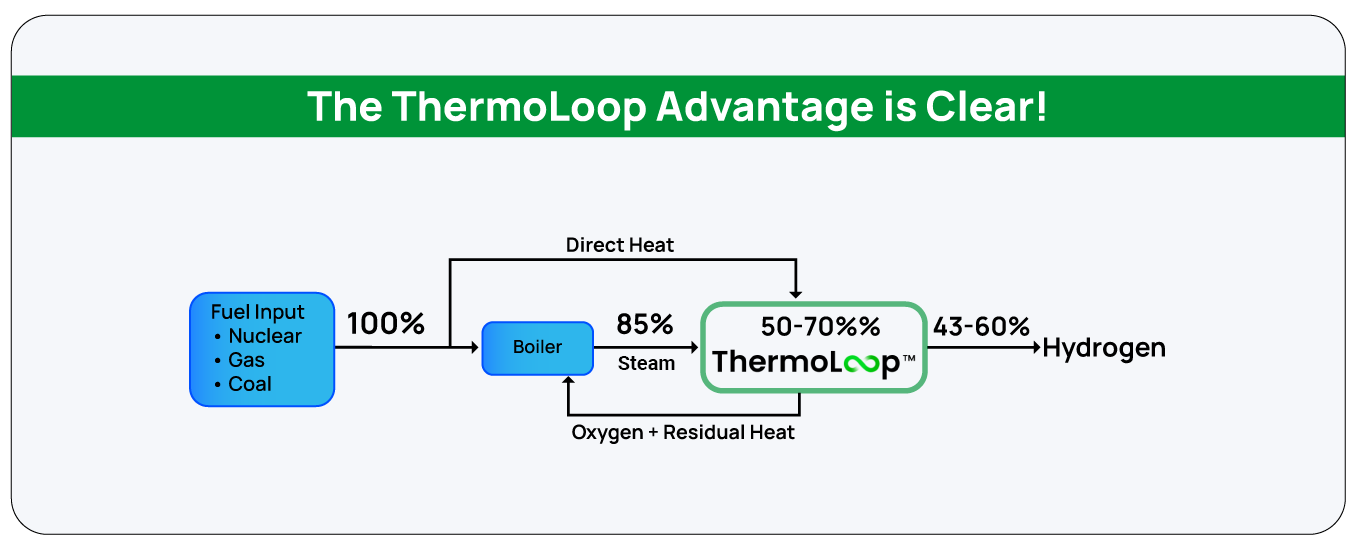 The ThermoLoop Advantage is Clear!
Direct Heat
Fuel Input
• Nuclear
• Gas
• Coal
100%
Boiler
85%
Steam
50-70%%
ThermoLoop™
43-60%
Hydrogen
Oxygen + Residual Heat